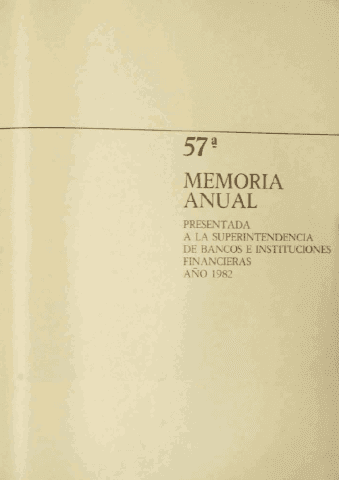 57ª
MEMORIA
ANUAL
PRESENTADA
A LA SUPERINTENDENCIA
DE BANCOS E INSTITUCIONES
FINANCIERAS
AÑO 1982